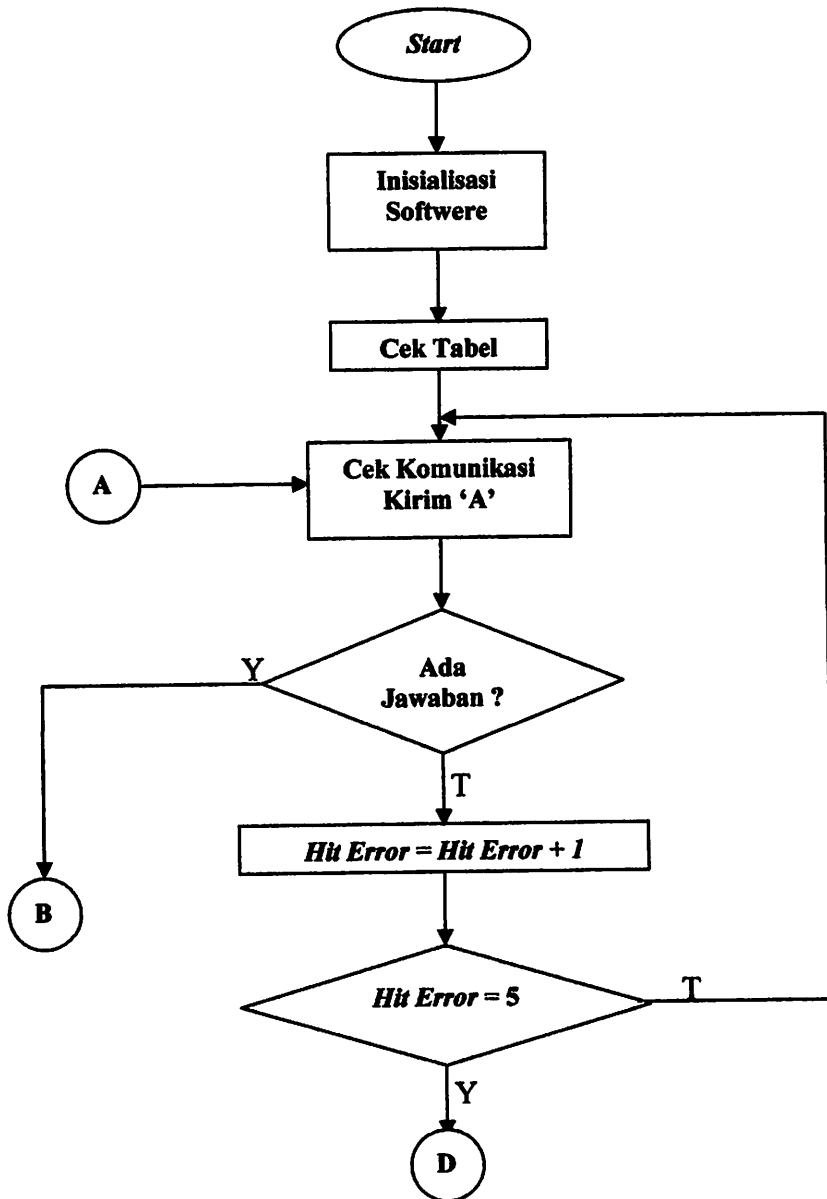 Start
Inisialisasi
Softwere
Cek Tabel
A
Cek Komunikasi
Kirim ‘A’
Y
Ada
Jawaban ?
T
Hit Error = Hit Error + 1
B
Hit Error = 5
T
Y
D